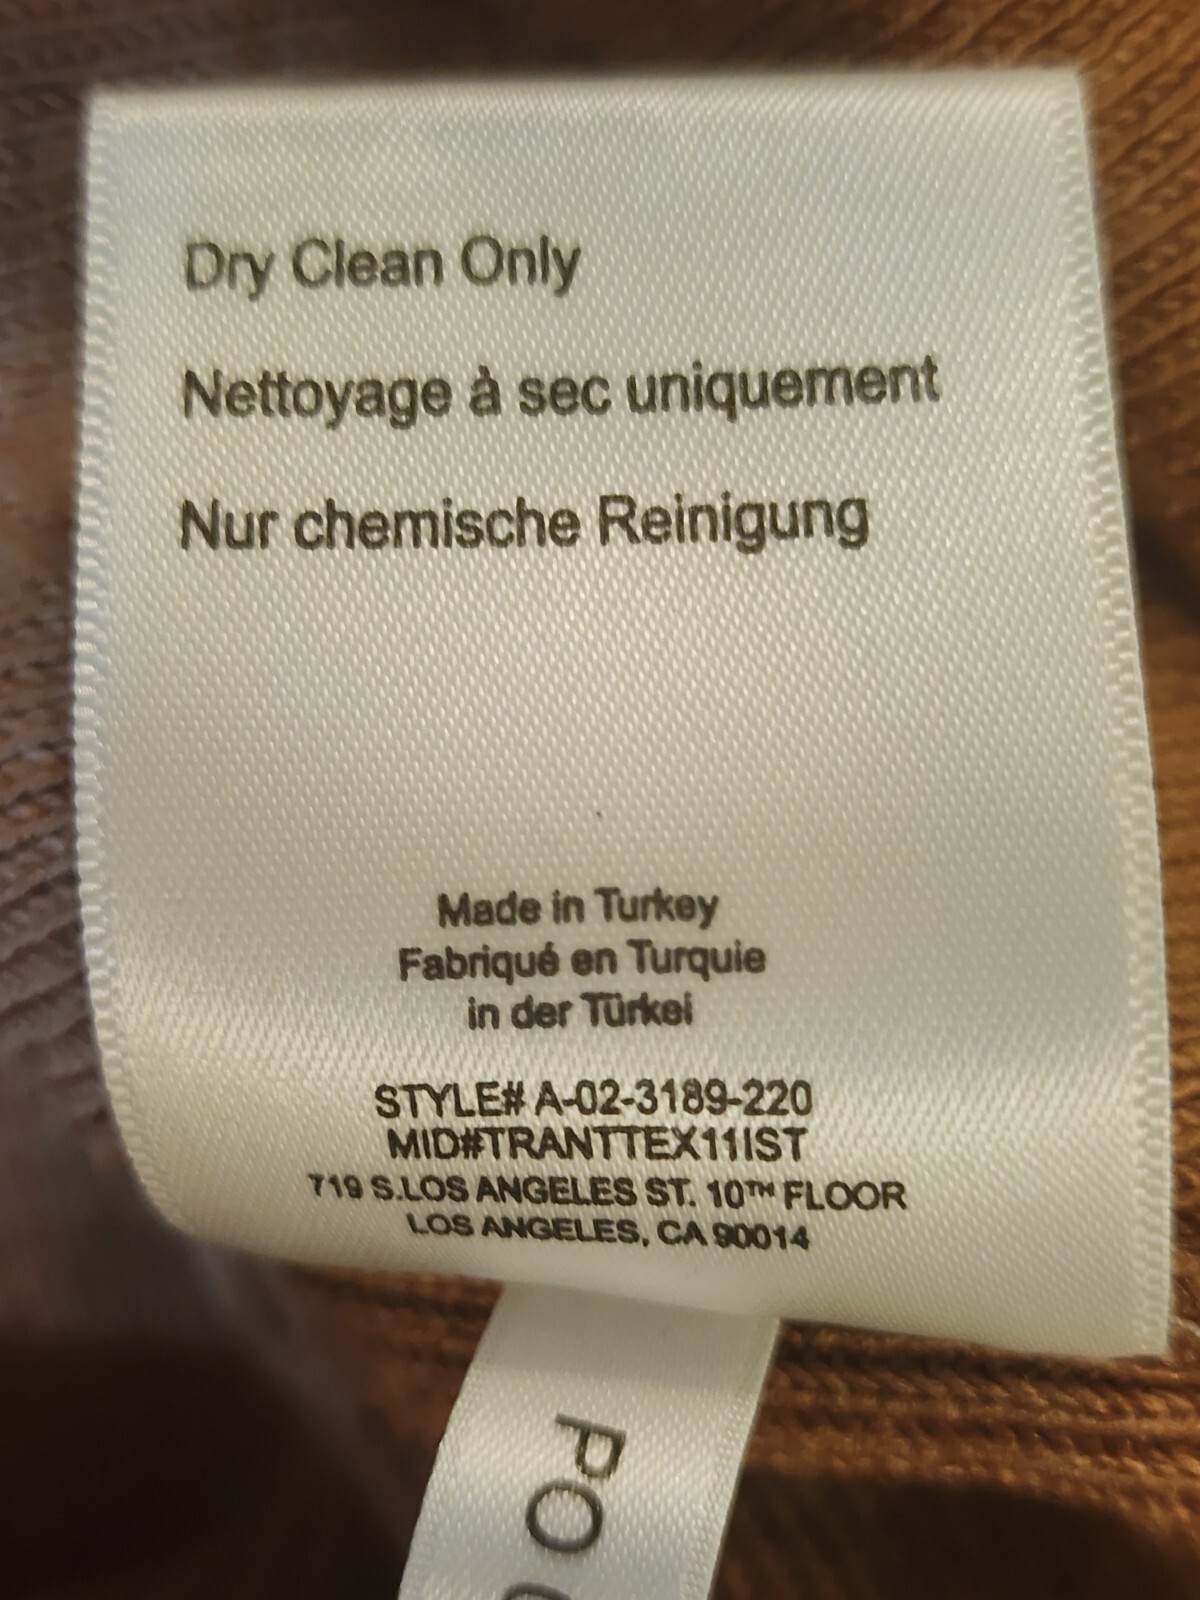 Dry Clean Only
Nettoyage à sec uniquement
Nur chemische Reinigung
Made in Turkey
Fabriqué en Turquie
in der Türkei
STYLE# A-02-3189-220
MID#TRANTTEX11IST
719 S.LOS ANGELES ST. 10TH FLOOR
LOS ANGELES, CA 90014
PO